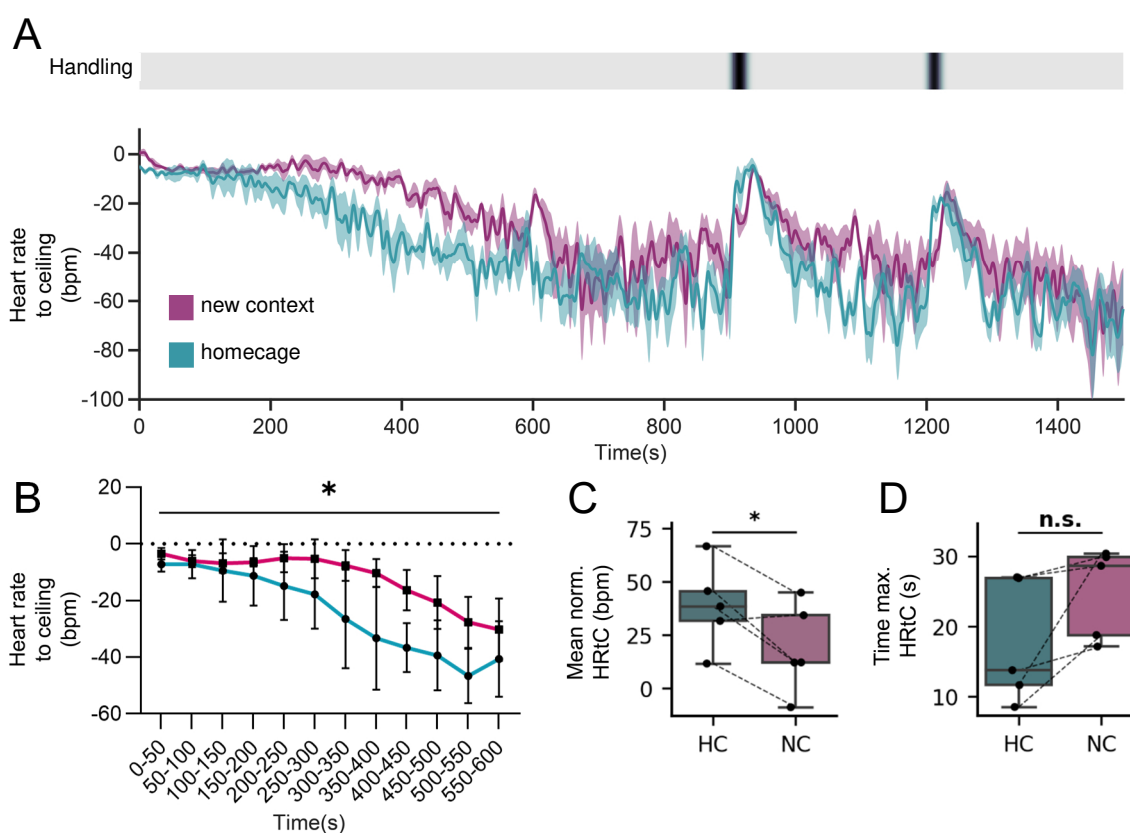 A
Handling
0
-20
-40
-60
-80
-100
Heart rate
to ceiling
(bpm)
new context
homecage
0 200 400 600 800 1000 1200 1400
Time(s)
B
20
0
-20
-40
-60
Heart rate
to ceiling
(bpm)
*
0-50 50-100 100-150 150-200 200-250 250-300 300-350 350-400 400-450 450-500 500-550 550-600
Time(s)
C
75
50
25
0
Mean norm.
HRtC (bpm)
*
HC NC
D
30
20
10
Time max.
HRtC (s)
n.s.
HC NC